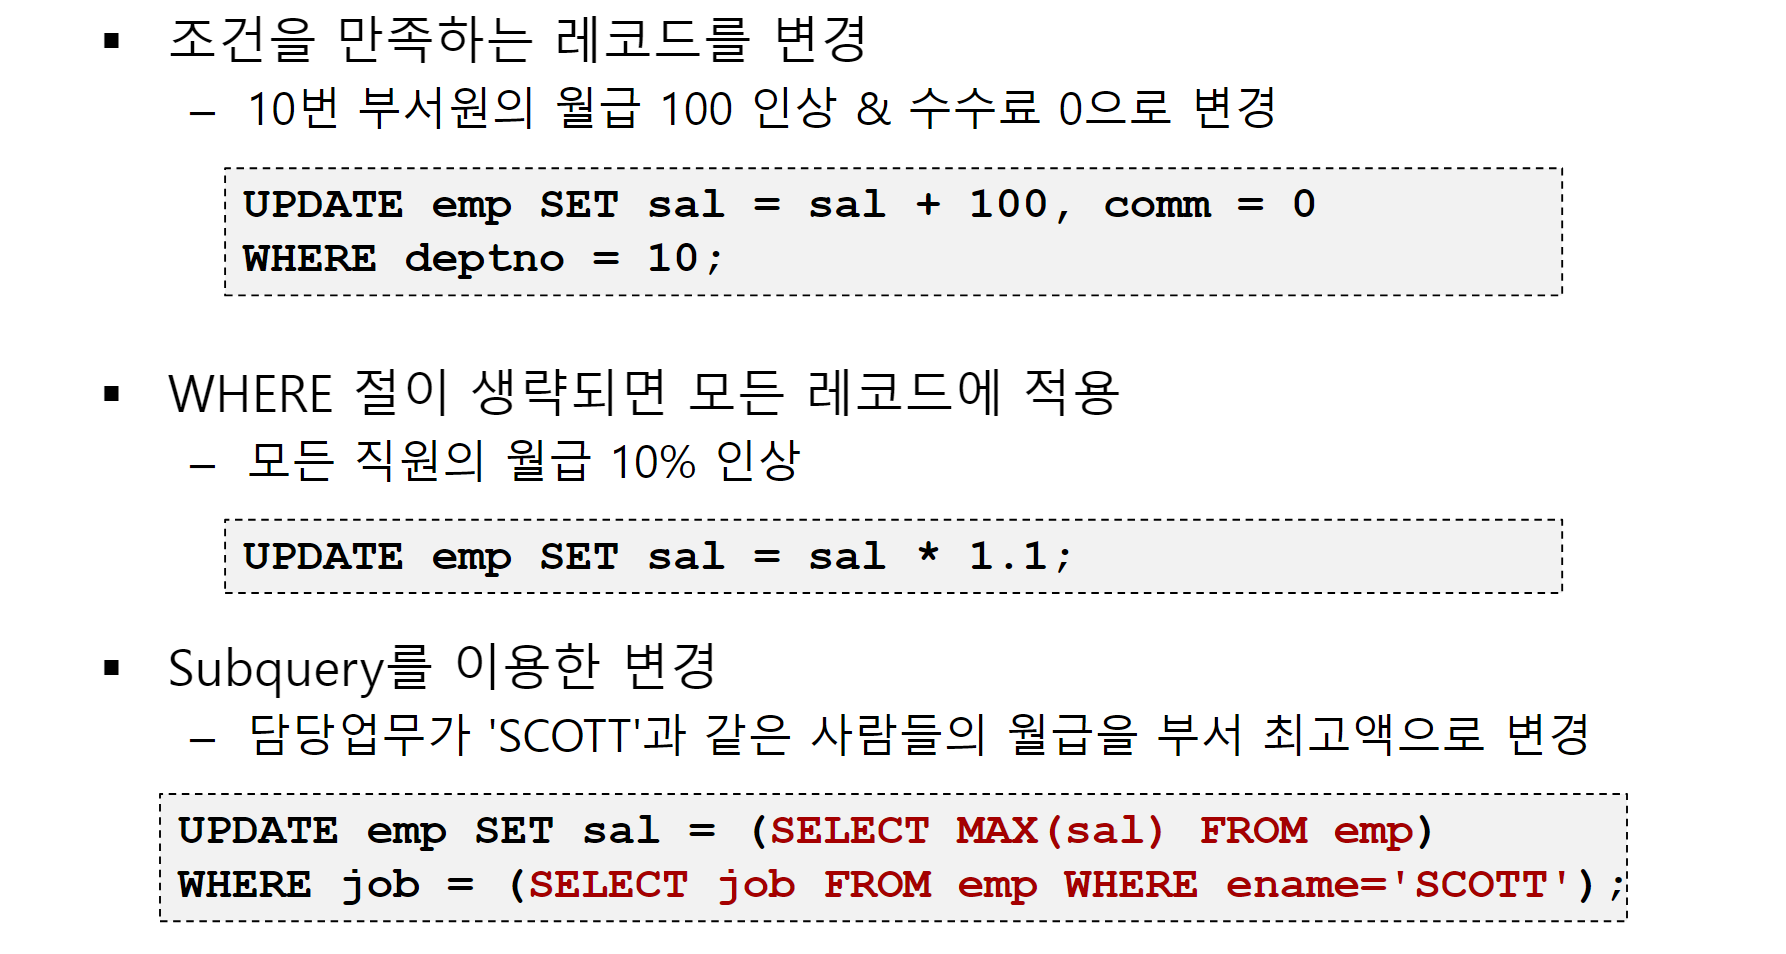 ▪ 조건을 만족하는 레코드를 변경
– 10번 부서원의 월급 100 인상 & 수수료 0으로 변경
UPDATE emp SET sal = sal + 100, comm = 0
WHERE deptno = 10;
▪ WHERE 절이 생략되면 모든 레코드에 적용
– 모든 직원의 월급 10% 인상
UPDATE emp SET sal = sal * 1.1;
▪ Subquery를 이용한 변경
– 담당업무가 'SCOTT'과 같은 사람들의 월급을 부서 최고액으로 변경
UPDATE emp SET sal = (SELECT MAX(sal) FROM emp)
WHERE job = (SELECT job FROM emp WHERE ename='SCOTT');